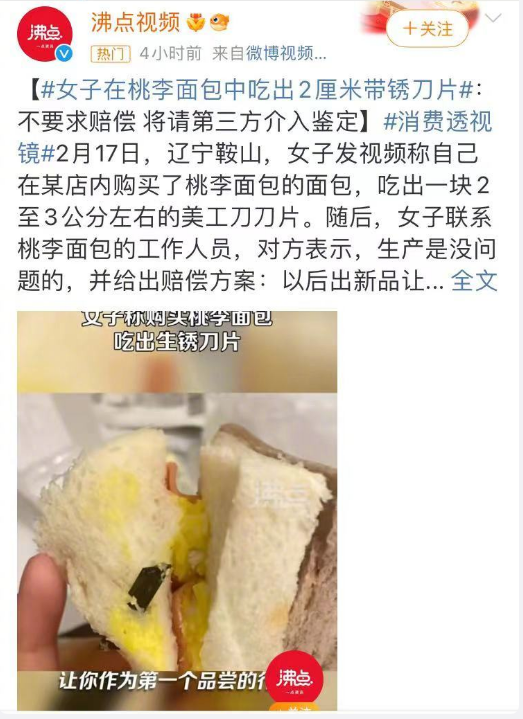 沸点
一点就沸
沸点视频
+关注
热门 4小时前 来自微博视频...
【#女子在桃李面包中吃出2厘米带锈刀片#：
不要求赔偿 将请第三方介入鉴定】#消费透视
镜#2月17日，辽宁鞍山，女子发视频称自己
在某店内购买了桃李面包的面包，吃出一块2
至3公分左右的美工刀刀片。随后，女子联系
桃李面包的工作人员，对方表示，生产是没问
题的，并给出赔偿方案：以后出新品让... 全文
女子称购买桃李面包
吃出生锈刀片
沸点
让你作为第一个品尝的
沸点